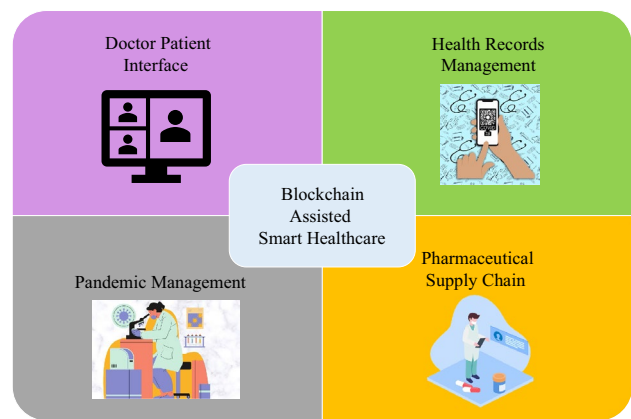 Doctor Patient
Interface
Health Records
Management
Blockchain
Assisted
Smart Healthcare
Pandemic Management
Pharmaceutical
Supply Chain